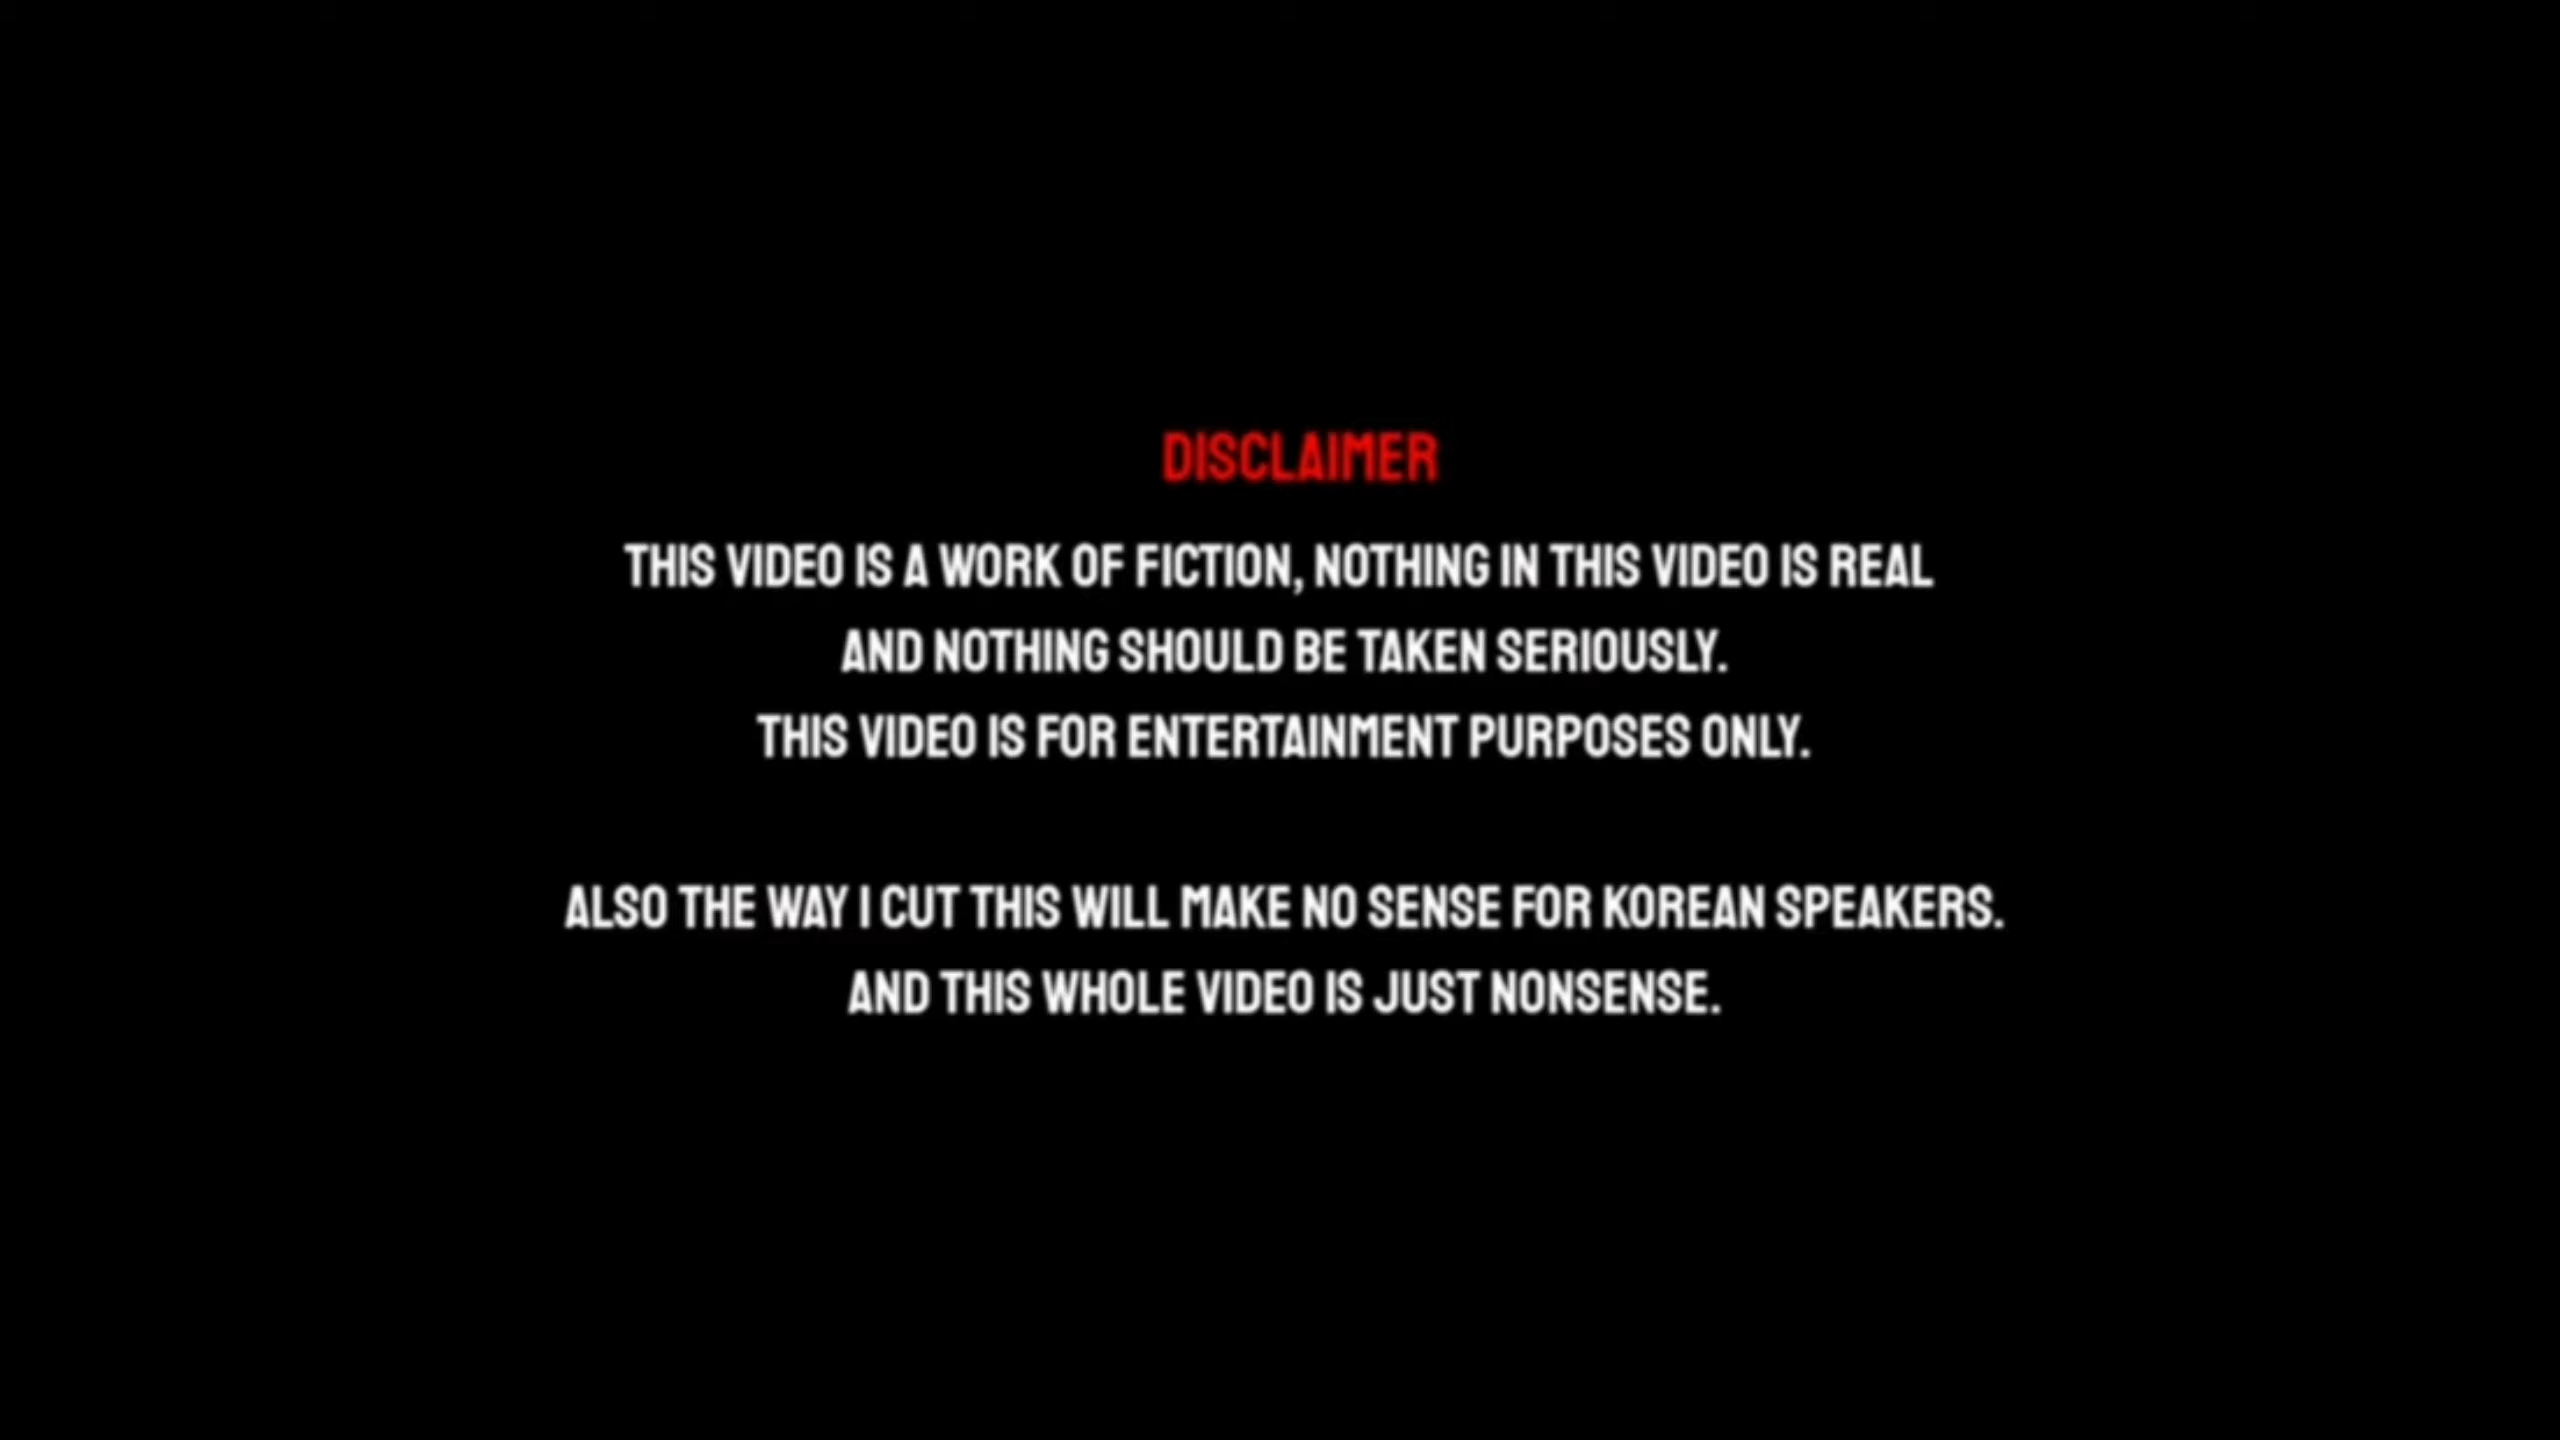 DISCLAIMER
THIS VIDEO IS A WORK OF FICTION, NOTHING IN THIS VIDEO IS REAL
AND NOTHING SHOULD BE TAKEN SERIOUSLY.
THIS VIDEO IS FOR ENTERTAINMENT PURPOSES ONLY.
ALSO THE WAY I CUT THIS WILL MAKE NO SENSE FOR KOREAN SPEAKERS.
AND THIS WHOLE VIDEO IS JUST NONSENSE.